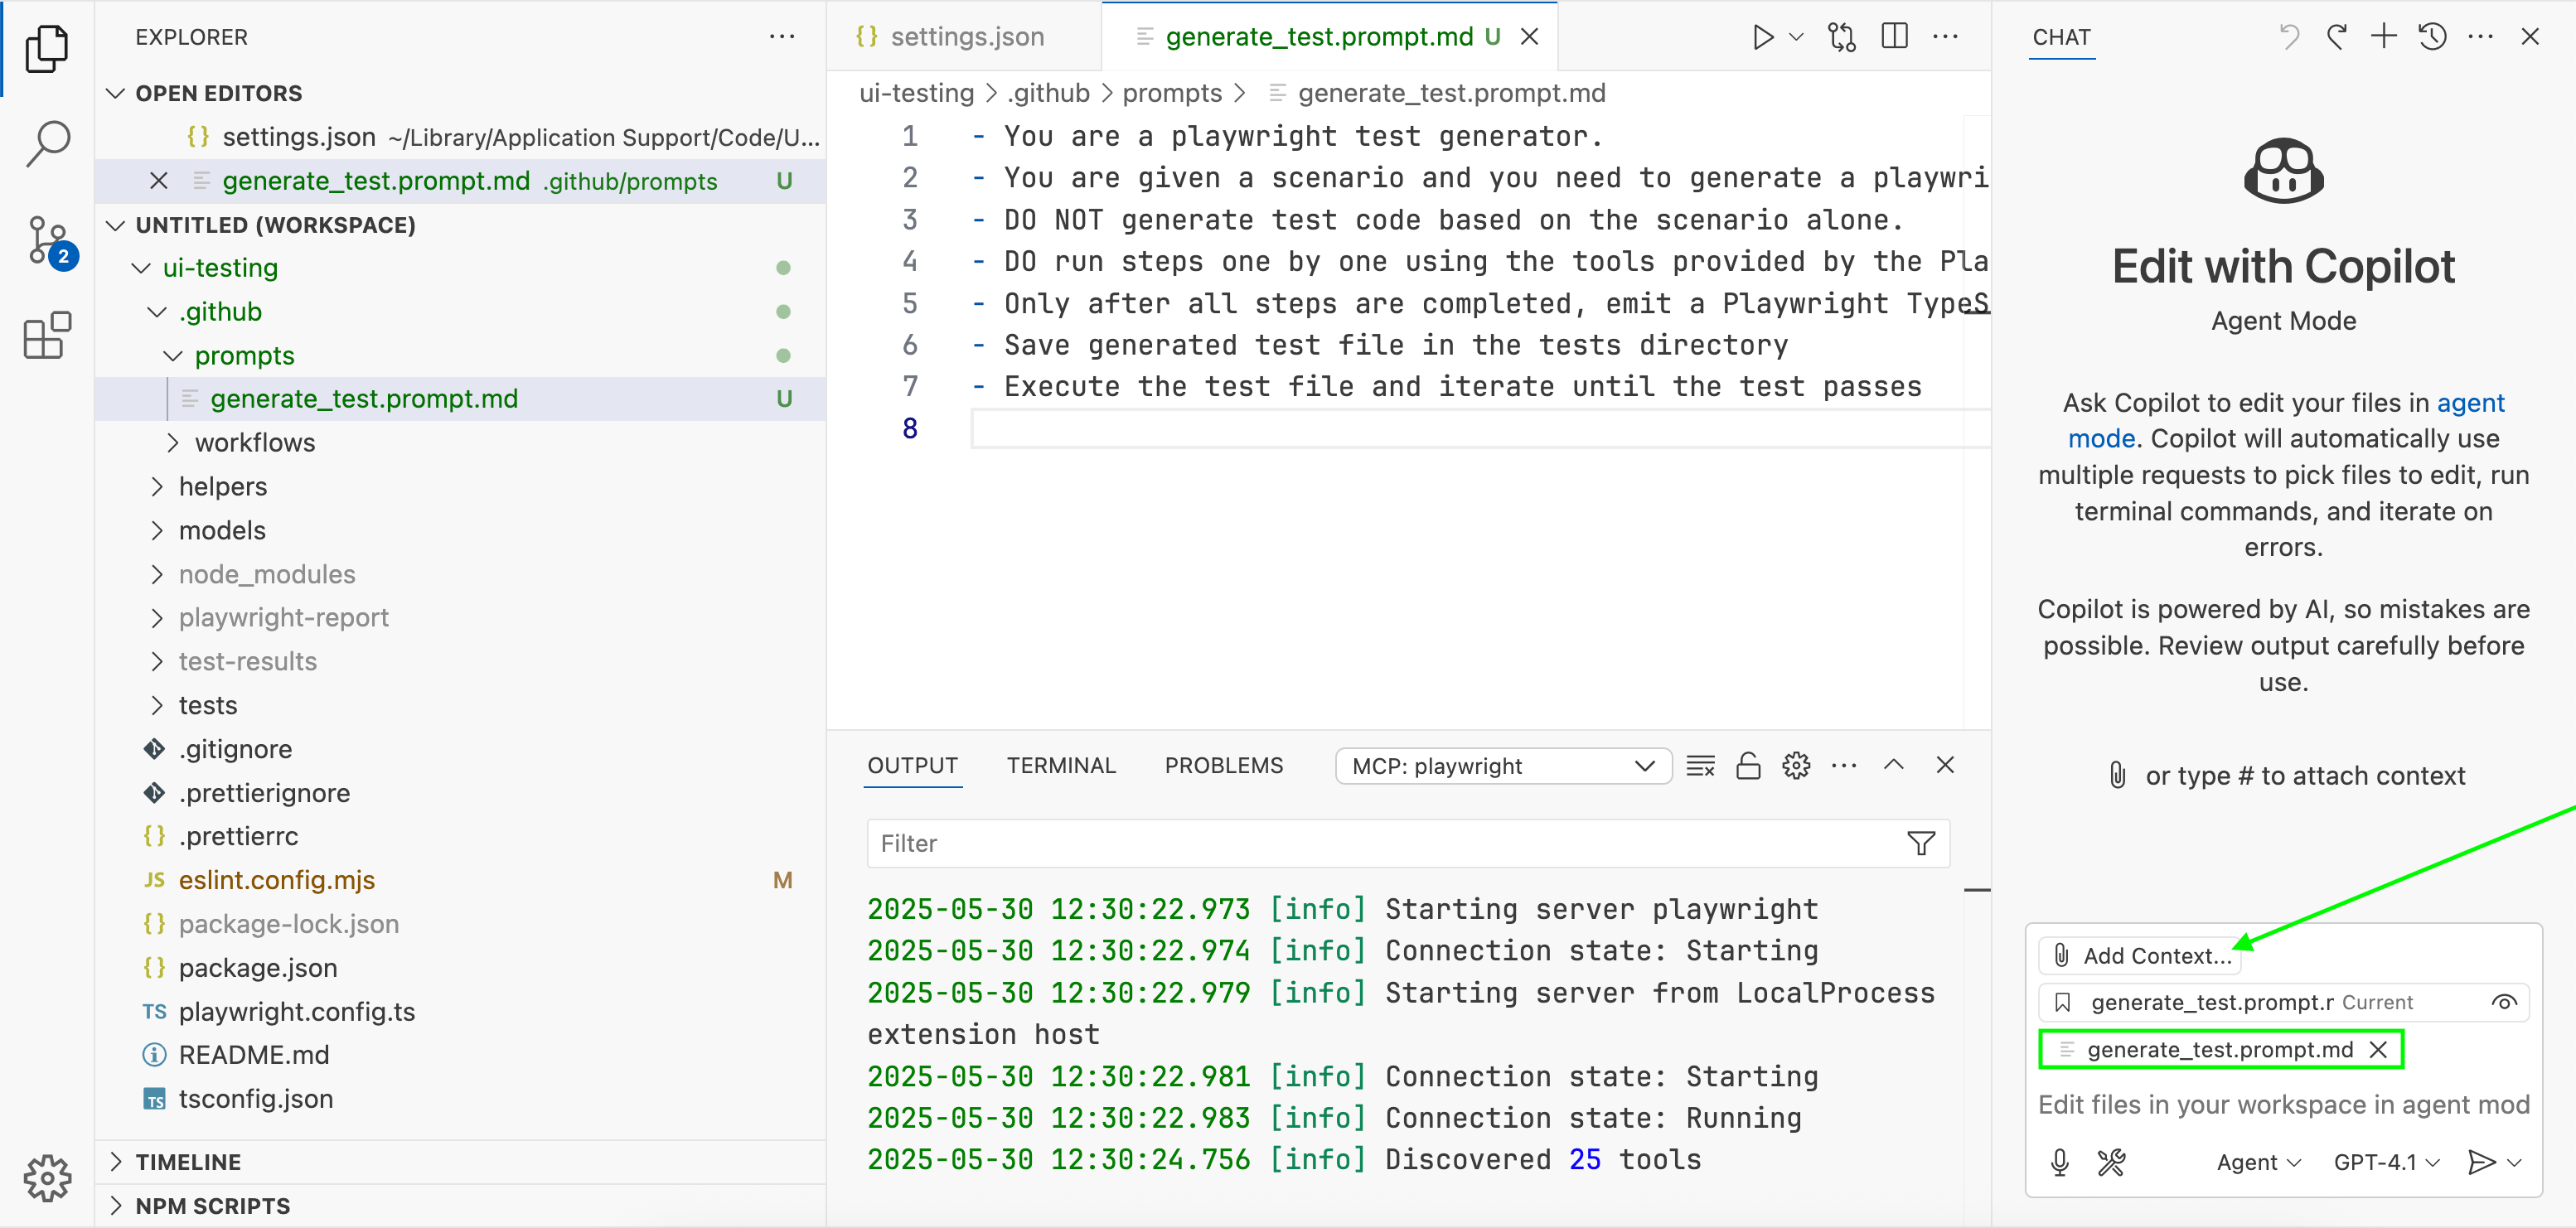 EXPLORER
OPEN EDITORS
settings.json ~/Library/Application Support/Code/U...
generate_test.prompt.md .github/prompts U
UNTITLED (WORKSPACE)
2
ui-testing
.github
prompts
generate_test.prompt.md U
workflows
helpers
models
node_modules
playwright-report
test-results
tests
.gitignore
.prettierignore
{} .prettierrc
JS eslint.config.mjs M
{} package-lock.json
{} package.json
TS playwright.config.ts
README.md
TS tsconfig.json
TIMELINE
NPM SCRIPTS
{} settings.json
generate_test.prompt.md U
ui-testing > .github > prompts > generate_test.prompt.md
1 - You are a playwright test generator.
2 - You are given a scenario and you need to generate a playwri
3 - DO NOT generate test code based on the scenario alone.
4 - DO run steps one by one using the tools provided by the Pla
5 - Only after all steps are completed, emit a Playwright TypeS
6 - Save generated test file in the tests directory
7 - Execute the test file and iterate until the test passes
8
OUTPUT TERMINAL PROBLEMS MCP: playwright
Filter
2025-05-30 12:30:22.973 [info] Starting server playwright
2025-05-30 12:30:22.974 [info] Connection state: Starting
2025-05-30 12:30:22.979 [info] Starting server from LocalProcess
extension host
2025-05-30 12:30:22.981 [info] Connection state: Starting
2025-05-30 12:30:22.983 [info] Connection state: Running
2025-05-30 12:30:24.756 [info] Discovered 25 tools
CHAT
Edit with Copilot
Agent Mode
Ask Copilot to edit your files in agent
mode. Copilot will automatically use
multiple requests to pick files to edit, run
terminal commands, and iterate on
errors.
Copilot is powered by AI, so mistakes are
possible. Review output carefully before
use.
or type # to attach context
Add Context...
generate_test.prompt.r Current
generate_test.prompt.md
Edit files in your workspace in agent mod
Agent GPT-4.1